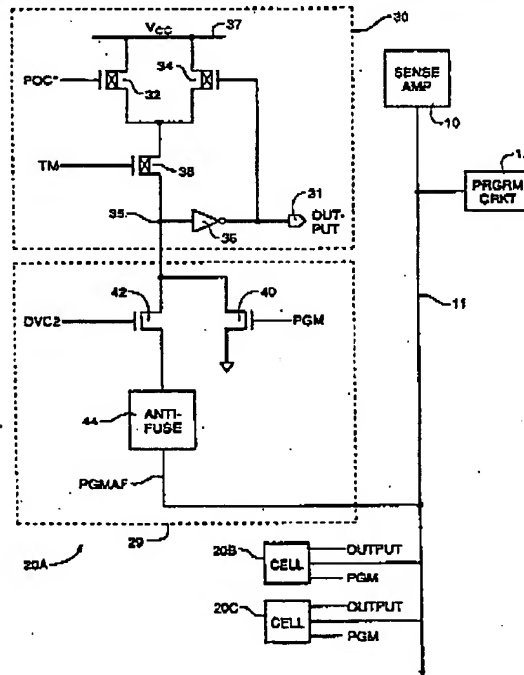 30
VCC
37
POC*
32
34
SENSE
AMP
10
TM
38
PRGRM
CRKT
35
36
31
OUT-
PUT
11
42
40
DVC2
PGM
44
ANTI-
FUSE
PGMAF
20A
29
20B
CELL
OUTPUT
PGM
20C
CELL
OUTPUT
PGM